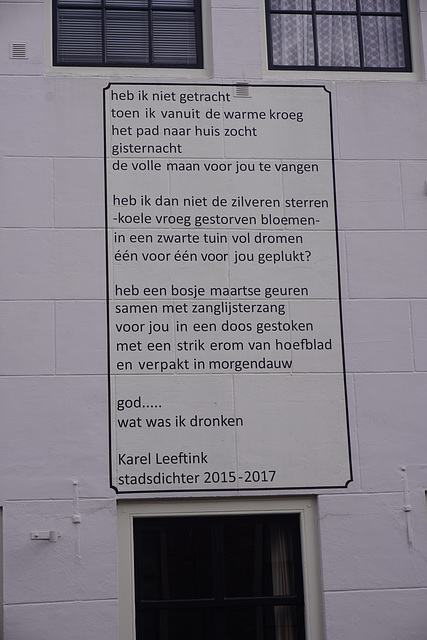 heb ik niet getracht
toen ik vanuit de warme kroeg
het pad naar huis zocht
gisternacht
de volle maan voor jou te vangen
heb ik dan niet de zilveren sterren
-koele vroeg gestorven bloemen-
in een zwarte tuin vol dromen
één voor één voor jou geplukt?
heb een bosje maartse geuren
samen met zanglijsterzang
voor jou in een doos gestoken
met een strik erom van hoefblad
en verpakt in morgendauw
god.....
wat was ik dronken
Karel Leeftink
stadsdichter 2015-2017